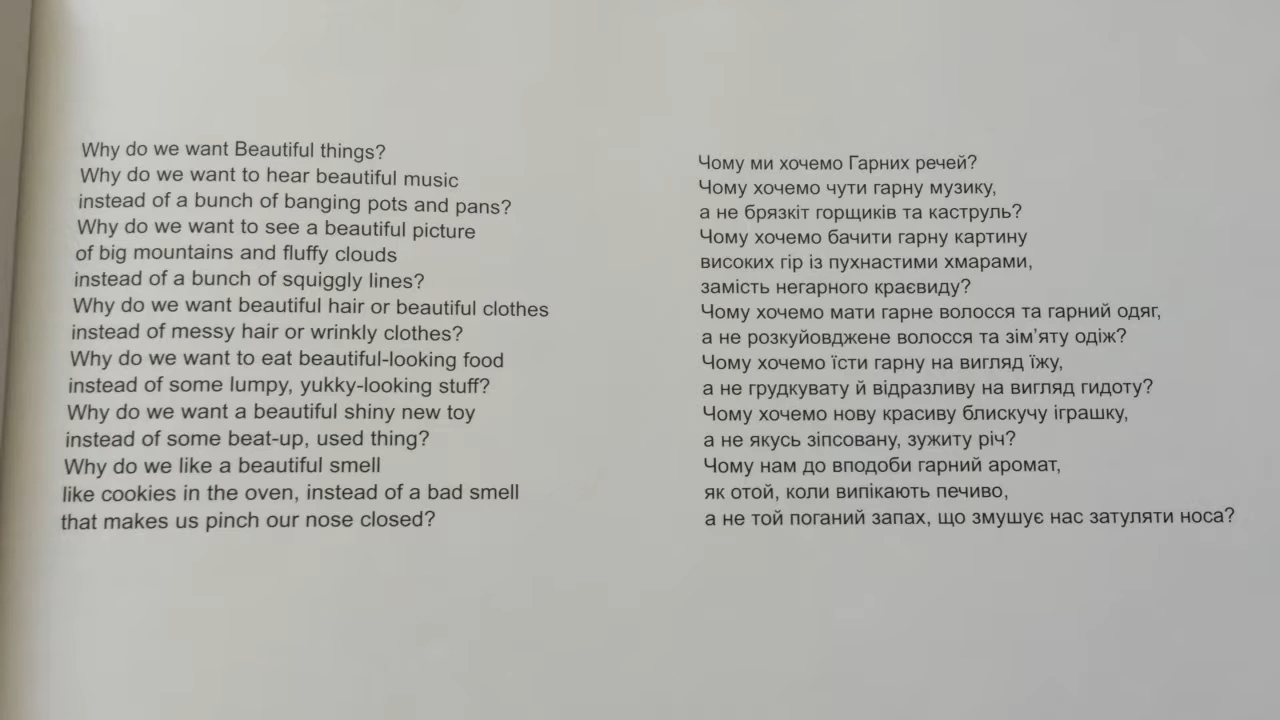 Why do we want Beautiful things?
Why do we want to hear beautiful music
instead of a bunch of banging pots and pans?
Why do we want to see a beautiful picture
of big mountains and fluffy clouds
instead of a bunch of squiggly lines?
Why do we want beautiful hair or beautiful clothes
instead of messy hair or wrinkly clothes?
Why do we want to eat beautiful-looking food
instead of some lumpy, yukky-looking stuff?
Why do we want a beautiful shiny new toy
instead of some beat-up, used thing?
Why do we like a beautiful smell
like cookies in the oven, instead of a bad smell
that makes us pinch our nose closed?
Чому ми хочемо Гарних речей?
Чому хочемо чути гарну музику,
а не брязкіт горщиків та каструль?
Чому хочемо бачити гарну картину
високих гір із пухнастими хмарами,
замість негарного краєвиду?
Чому хочемо мати гарне волосся та гарний одяг,
а не розкуйовджене волосся та зім’яту одіж?
Чому хочемо їсти гарну на вигляд їжу,
а не грудкувату й відразливу на вигляд гидоту?
Чому хочемо нову красиву блискучу іграшку,
а не якусь зіпсовану, зужиту річ?
Чому нам до вподоби гарний аромат,
як отой, коли випікають печиво,
а не той поганий запах, що змушує нас затуляти носа?